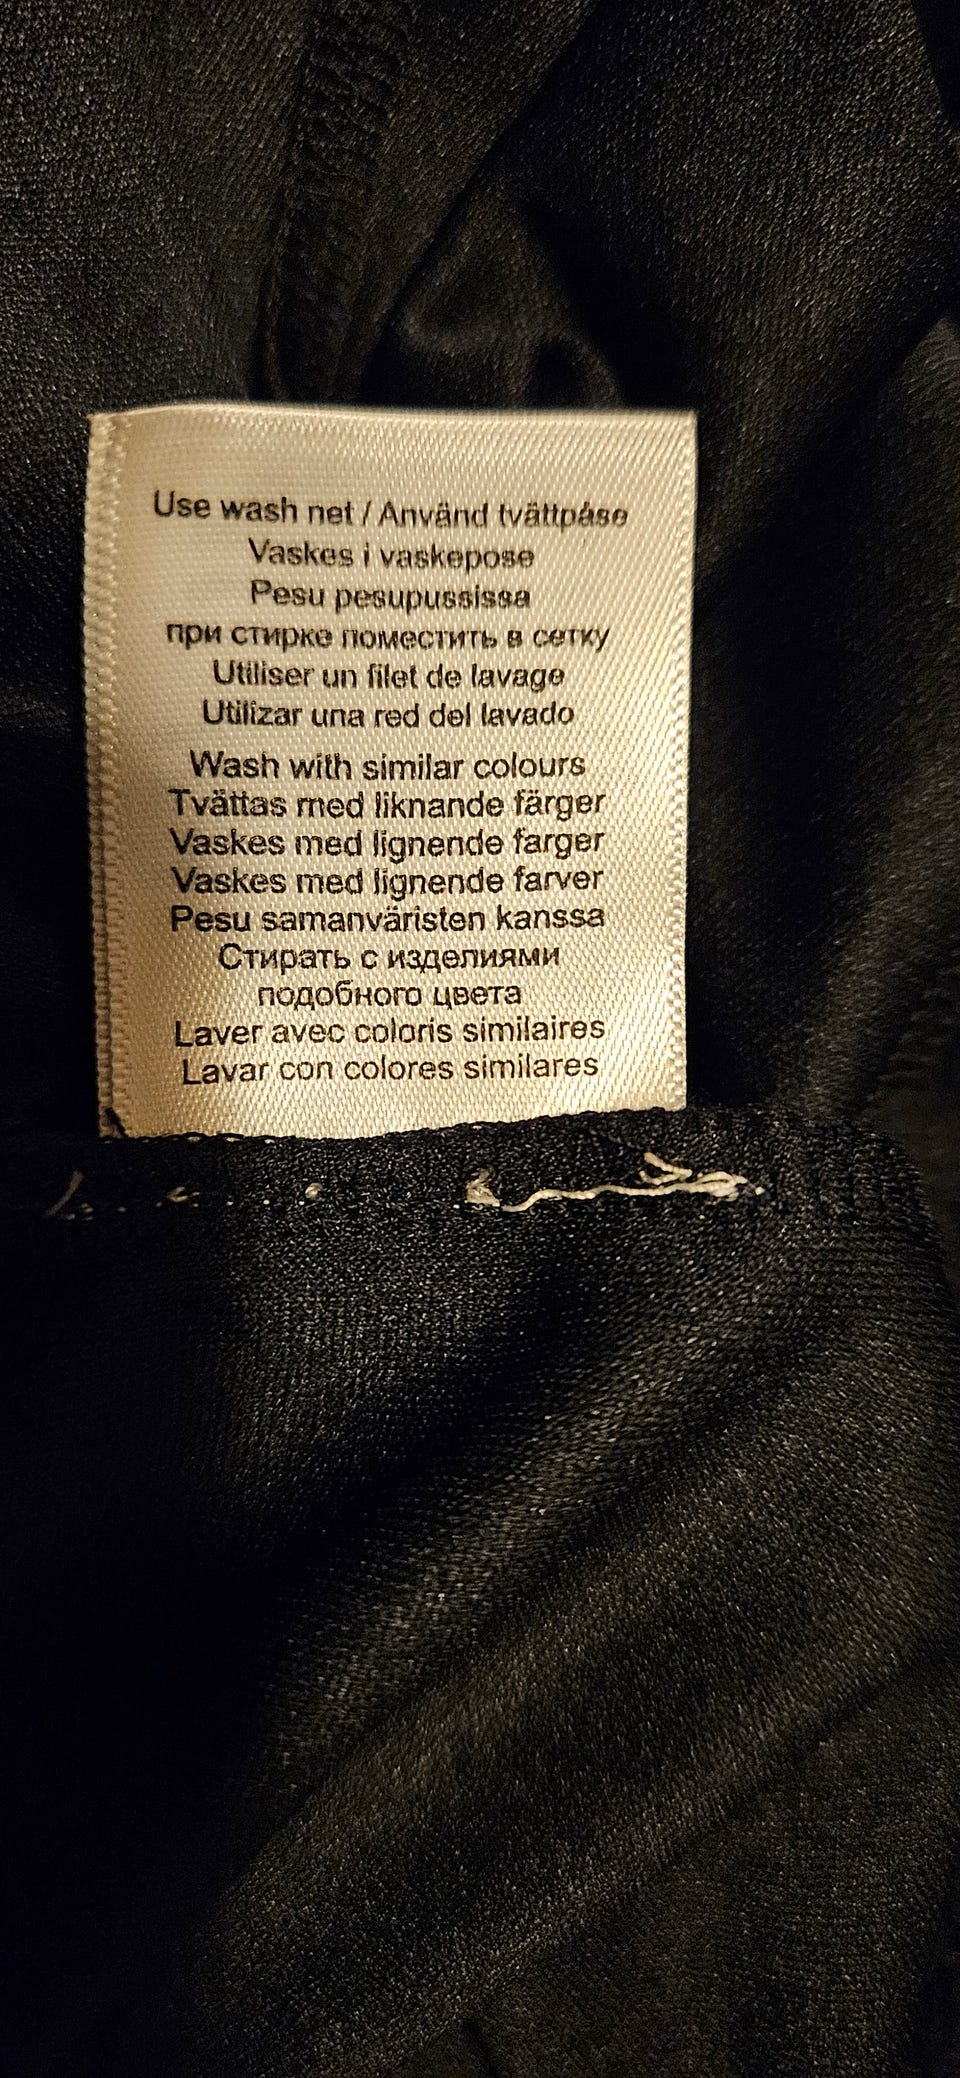 Use wash net / Använd tvättpåse
Vaskes i vaskepose
Pesu pesupussissa
при стирке поместить в сетку
Utiliser un filet de lavage
Utilizar una red del lavado
Wash with similar colours
Tvättas med liknande färger
Vaskes med lignende farger
Vaskes med lignende farver
Pesu samanväristen kanssa
Стирать с изделиями
подобного цвета
Laver avec coloris similaires
Lavar con colores similares